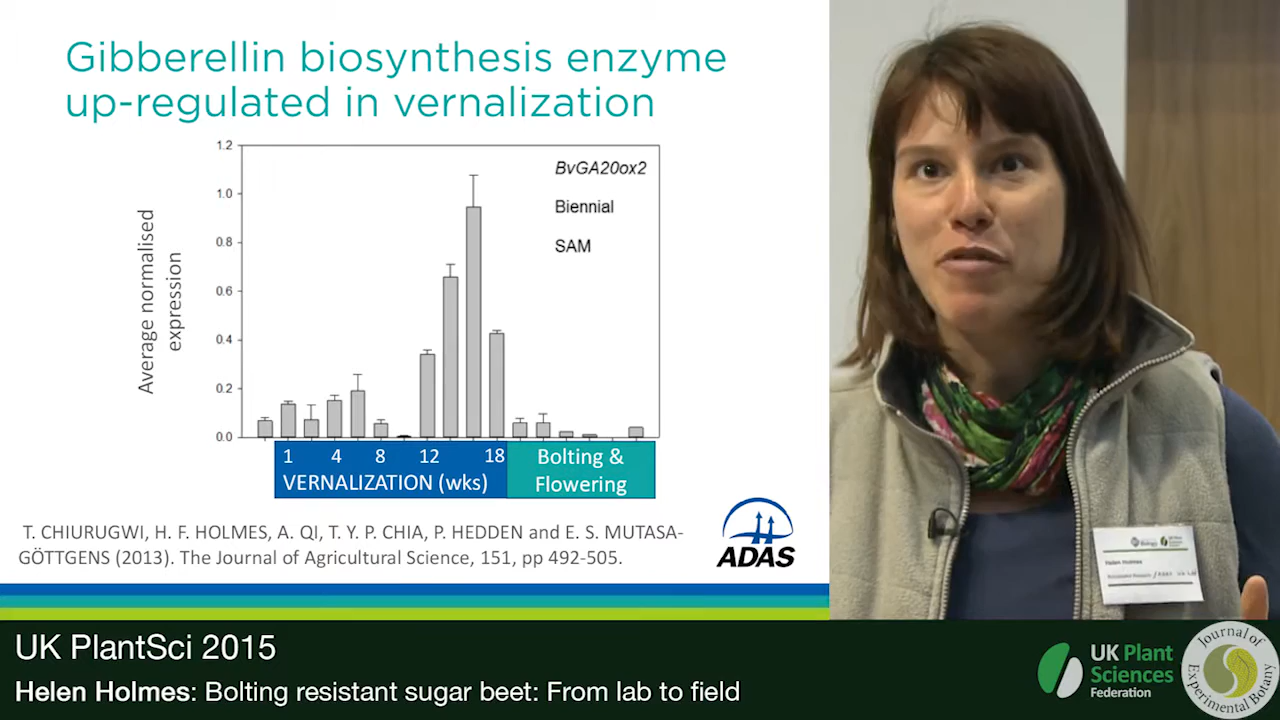 Gibberellin biosynthesis enzyme
up-regulated in vernalization
Average normalised
expression
1.2
1.0
0.8
0.6
0.4
0.2
0.0
BvGA20ox2
Biennial
SAM
1 4 8 12 18
VERNALIZATION (wks)
Bolting &
Flowering
T. CHIURUGWI, H. F. HOLMES, A. QI, T. Y. P. CHIA, P. HEDDEN and E. S. MUTASA-
GÖTTGENS (2013). The Journal of Agricultural Science, 151, pp 492-505.
ADAS
Helen Holmes
UK PlantSci 2015
Helen Holmes: Bolting resistant sugar beet: From lab to field
UK Plant
Sciences
Federation
Journal of
Experimental Botany